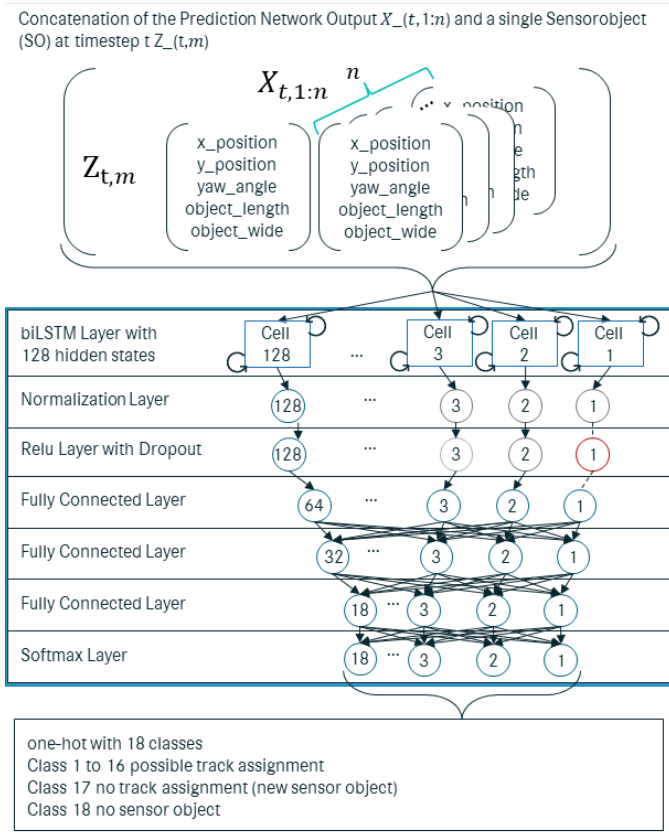 Concatenation of the Prediction Network Output X_(t, 1:n) and a single Sensorobject
(SO) at timestep t Z_(t,m)
X_{t,1:n} n
Z_{t,m}
x_position
y_position
yaw_angle
object_length
object_wide
x_position
y_position
yaw_angle
object_length
object_wide
... x_position
n
e
gth
de
n
n
biLSTM Layer with
128 hidden states
Cell 128 ... Cell 3 Cell 2 Cell 1
Normalization Layer
128 ... 3 2 1
Relu Layer with Dropout
128 ... 3 2 1
Fully Connected Layer
64 ... 3 2 1
Fully Connected Layer
32 ... 3 2 1
Fully Connected Layer
18 ... 3 2 1
Softmax Layer
18 ... 3 2 1
one-hot with 18 classes
Class 1 to 16 possible track assignment
Class 17 no track assignment (new sensor object)
Class 18 no sensor object